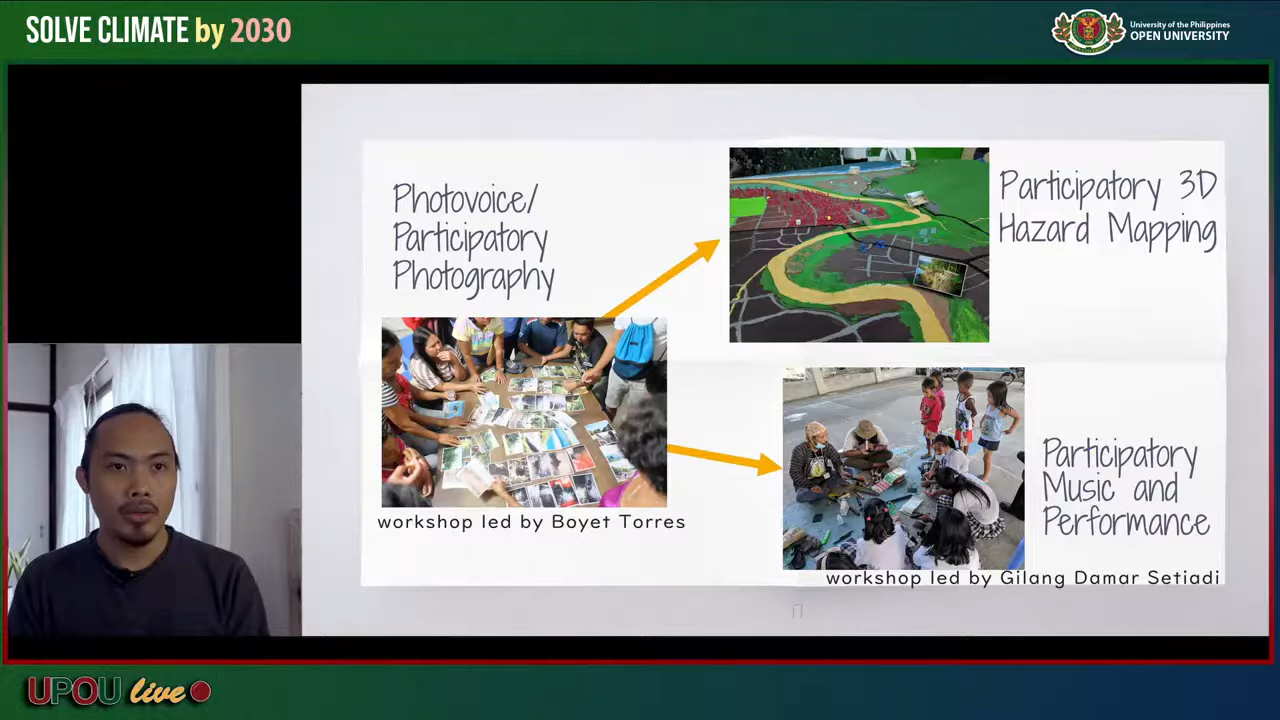 SOLVE CLIMATE by 2030
University of the Philippines
OPEN UNIVERSITY
Photovoice/
Participatory
Photography
workshop led by Boyet Torres
Participatory 3D
Hazard Mapping
Participatory
Music and
Performance
workshop led by Gilang Damar Setiadi
UPOU live